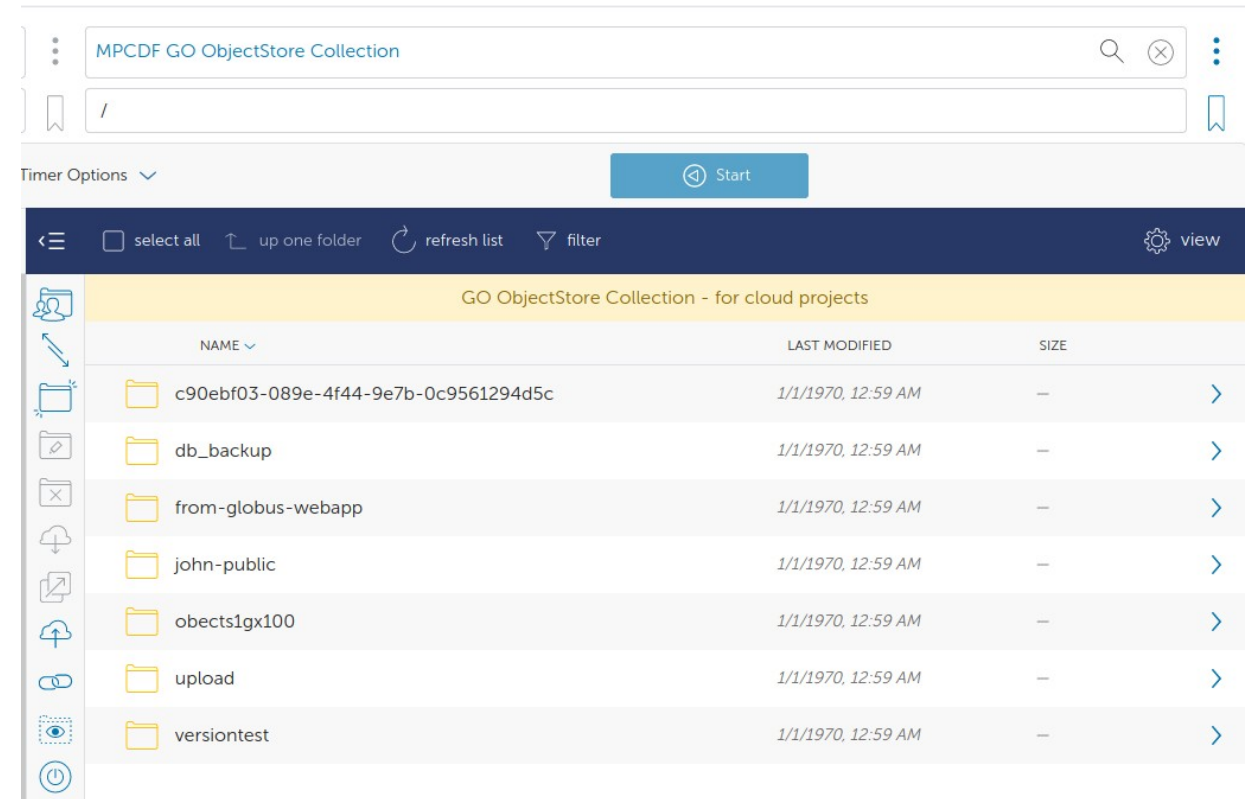 MPCDF GO ObjectStore Collection
/
Timer Options Start
select all up one folder refresh list filter view
GO ObjectStore Collection - for cloud projects
NAME LAST MODIFIED SIZE
c90ebf03-089e-4f44-9e7b-0c9561294d5c 1/1/1970, 12:59 AM —
db_backup 1/1/1970, 12:59 AM —
from-globus-webapp 1/1/1970, 12:59 AM —
john-public 1/1/1970, 12:59 AM —
obects1gx100 1/1/1970, 12:59 AM —
upload 1/1/1970, 12:59 AM —
versiontest 1/1/1970, 12:59 AM —